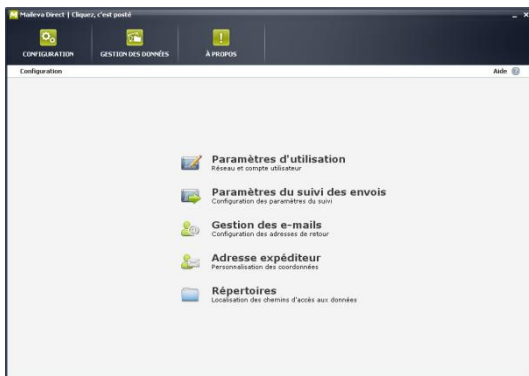 Maileva Direct | Cliquez, c'est posté
CONFIGURATION
GESTION DES DONNÉES
À PROPOS
Configuration
Aide
Paramètres d'utilisation
Réseau et compte utilisateur
Paramètres du suivi des envois
Configuration des paramètres du suivi
Gestion des e-mails
Configuration des adresses de retour
Adresse expéditeur
Personnalisation des coordonnées
Répertoires
Localisation des chemins d'accès aux données